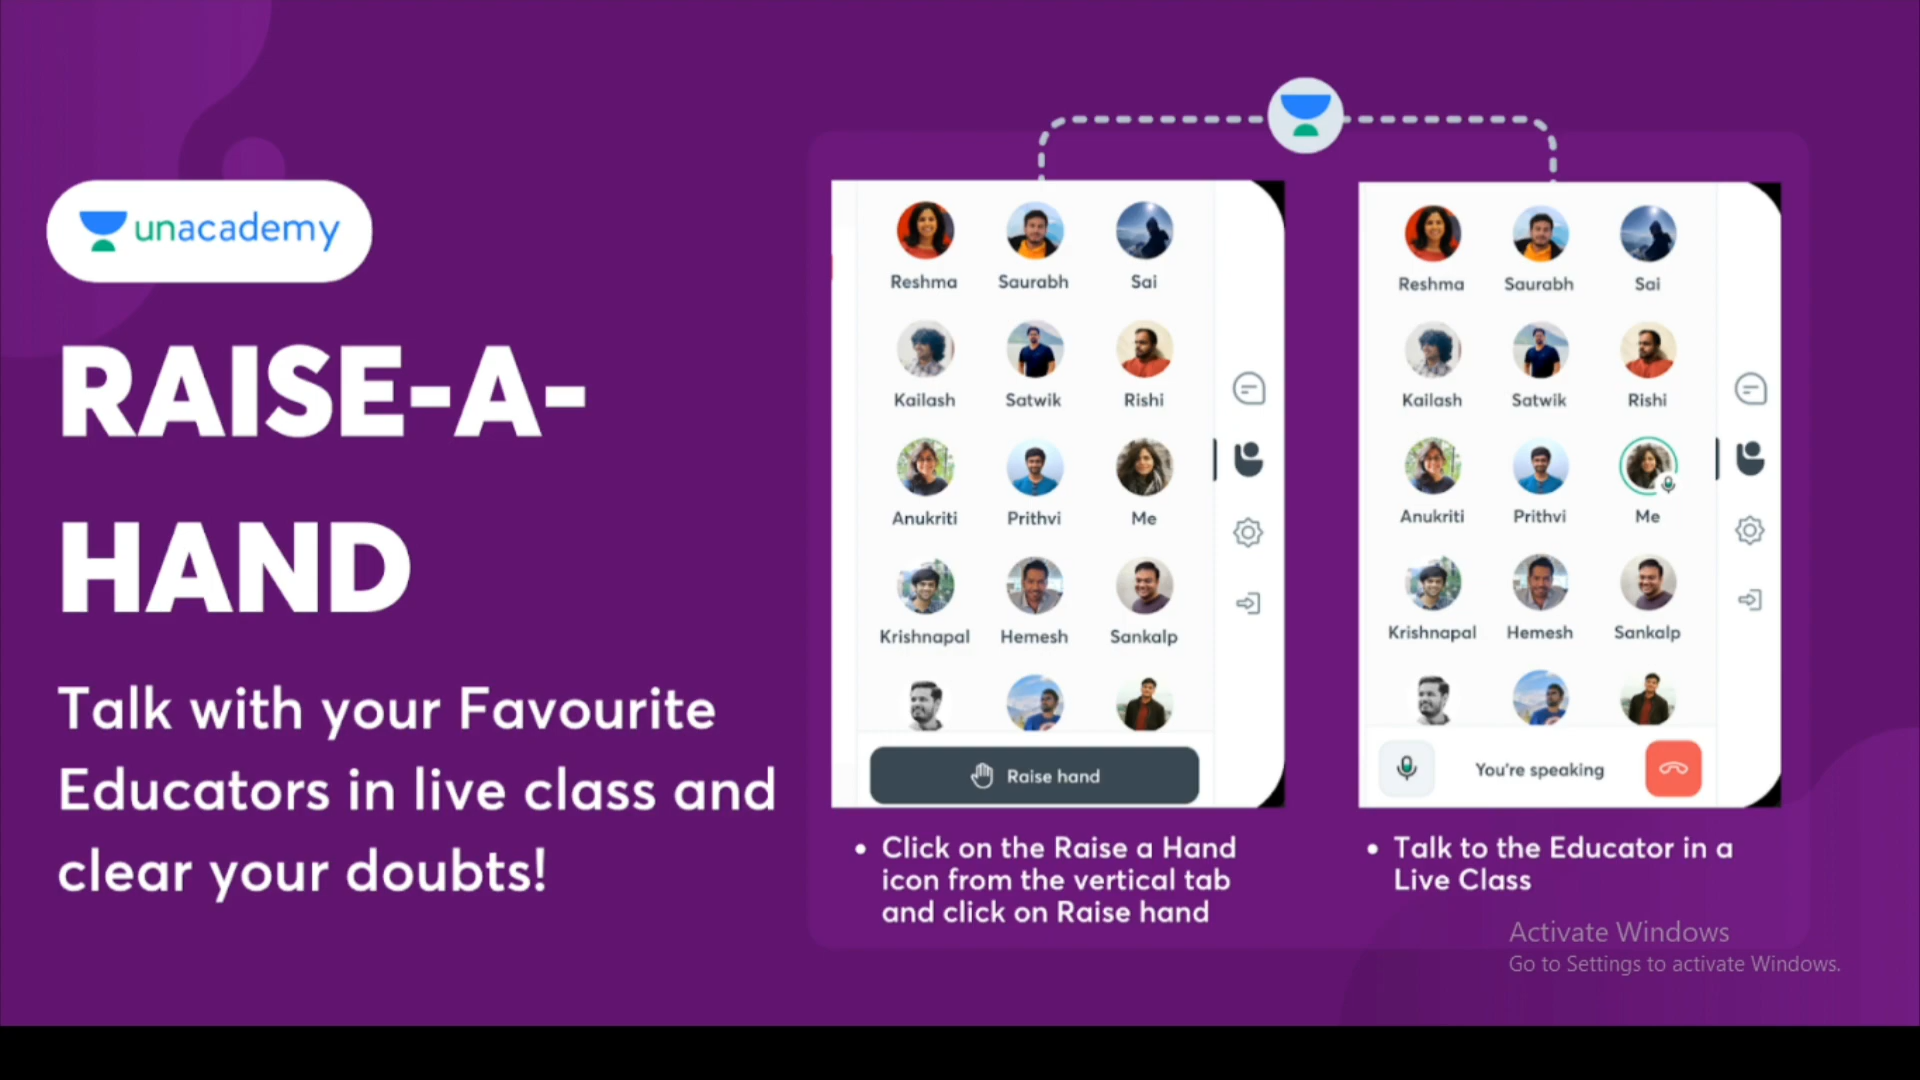 unacademy
RAISE-A-
HAND
Talk with your Favourite
Educators in live class and
clear your doubts!
Reshma Saurabh Sai
Kailash Satwik Rishi
Anukriti Prithvi Me
Krishnapal Hemesh Sankalp
Raise hand
• Click on the Raise a Hand
icon from the vertical tab
and click on Raise hand
Reshma Saurabh Sai
Kailash Satwik Rishi
Anukriti Prithvi Me
Krishnapal Hemesh Sankalp
You're speaking
• Talk to the Educator in a
Live Class
Activate Windows
Go to Settings to activate Windows.